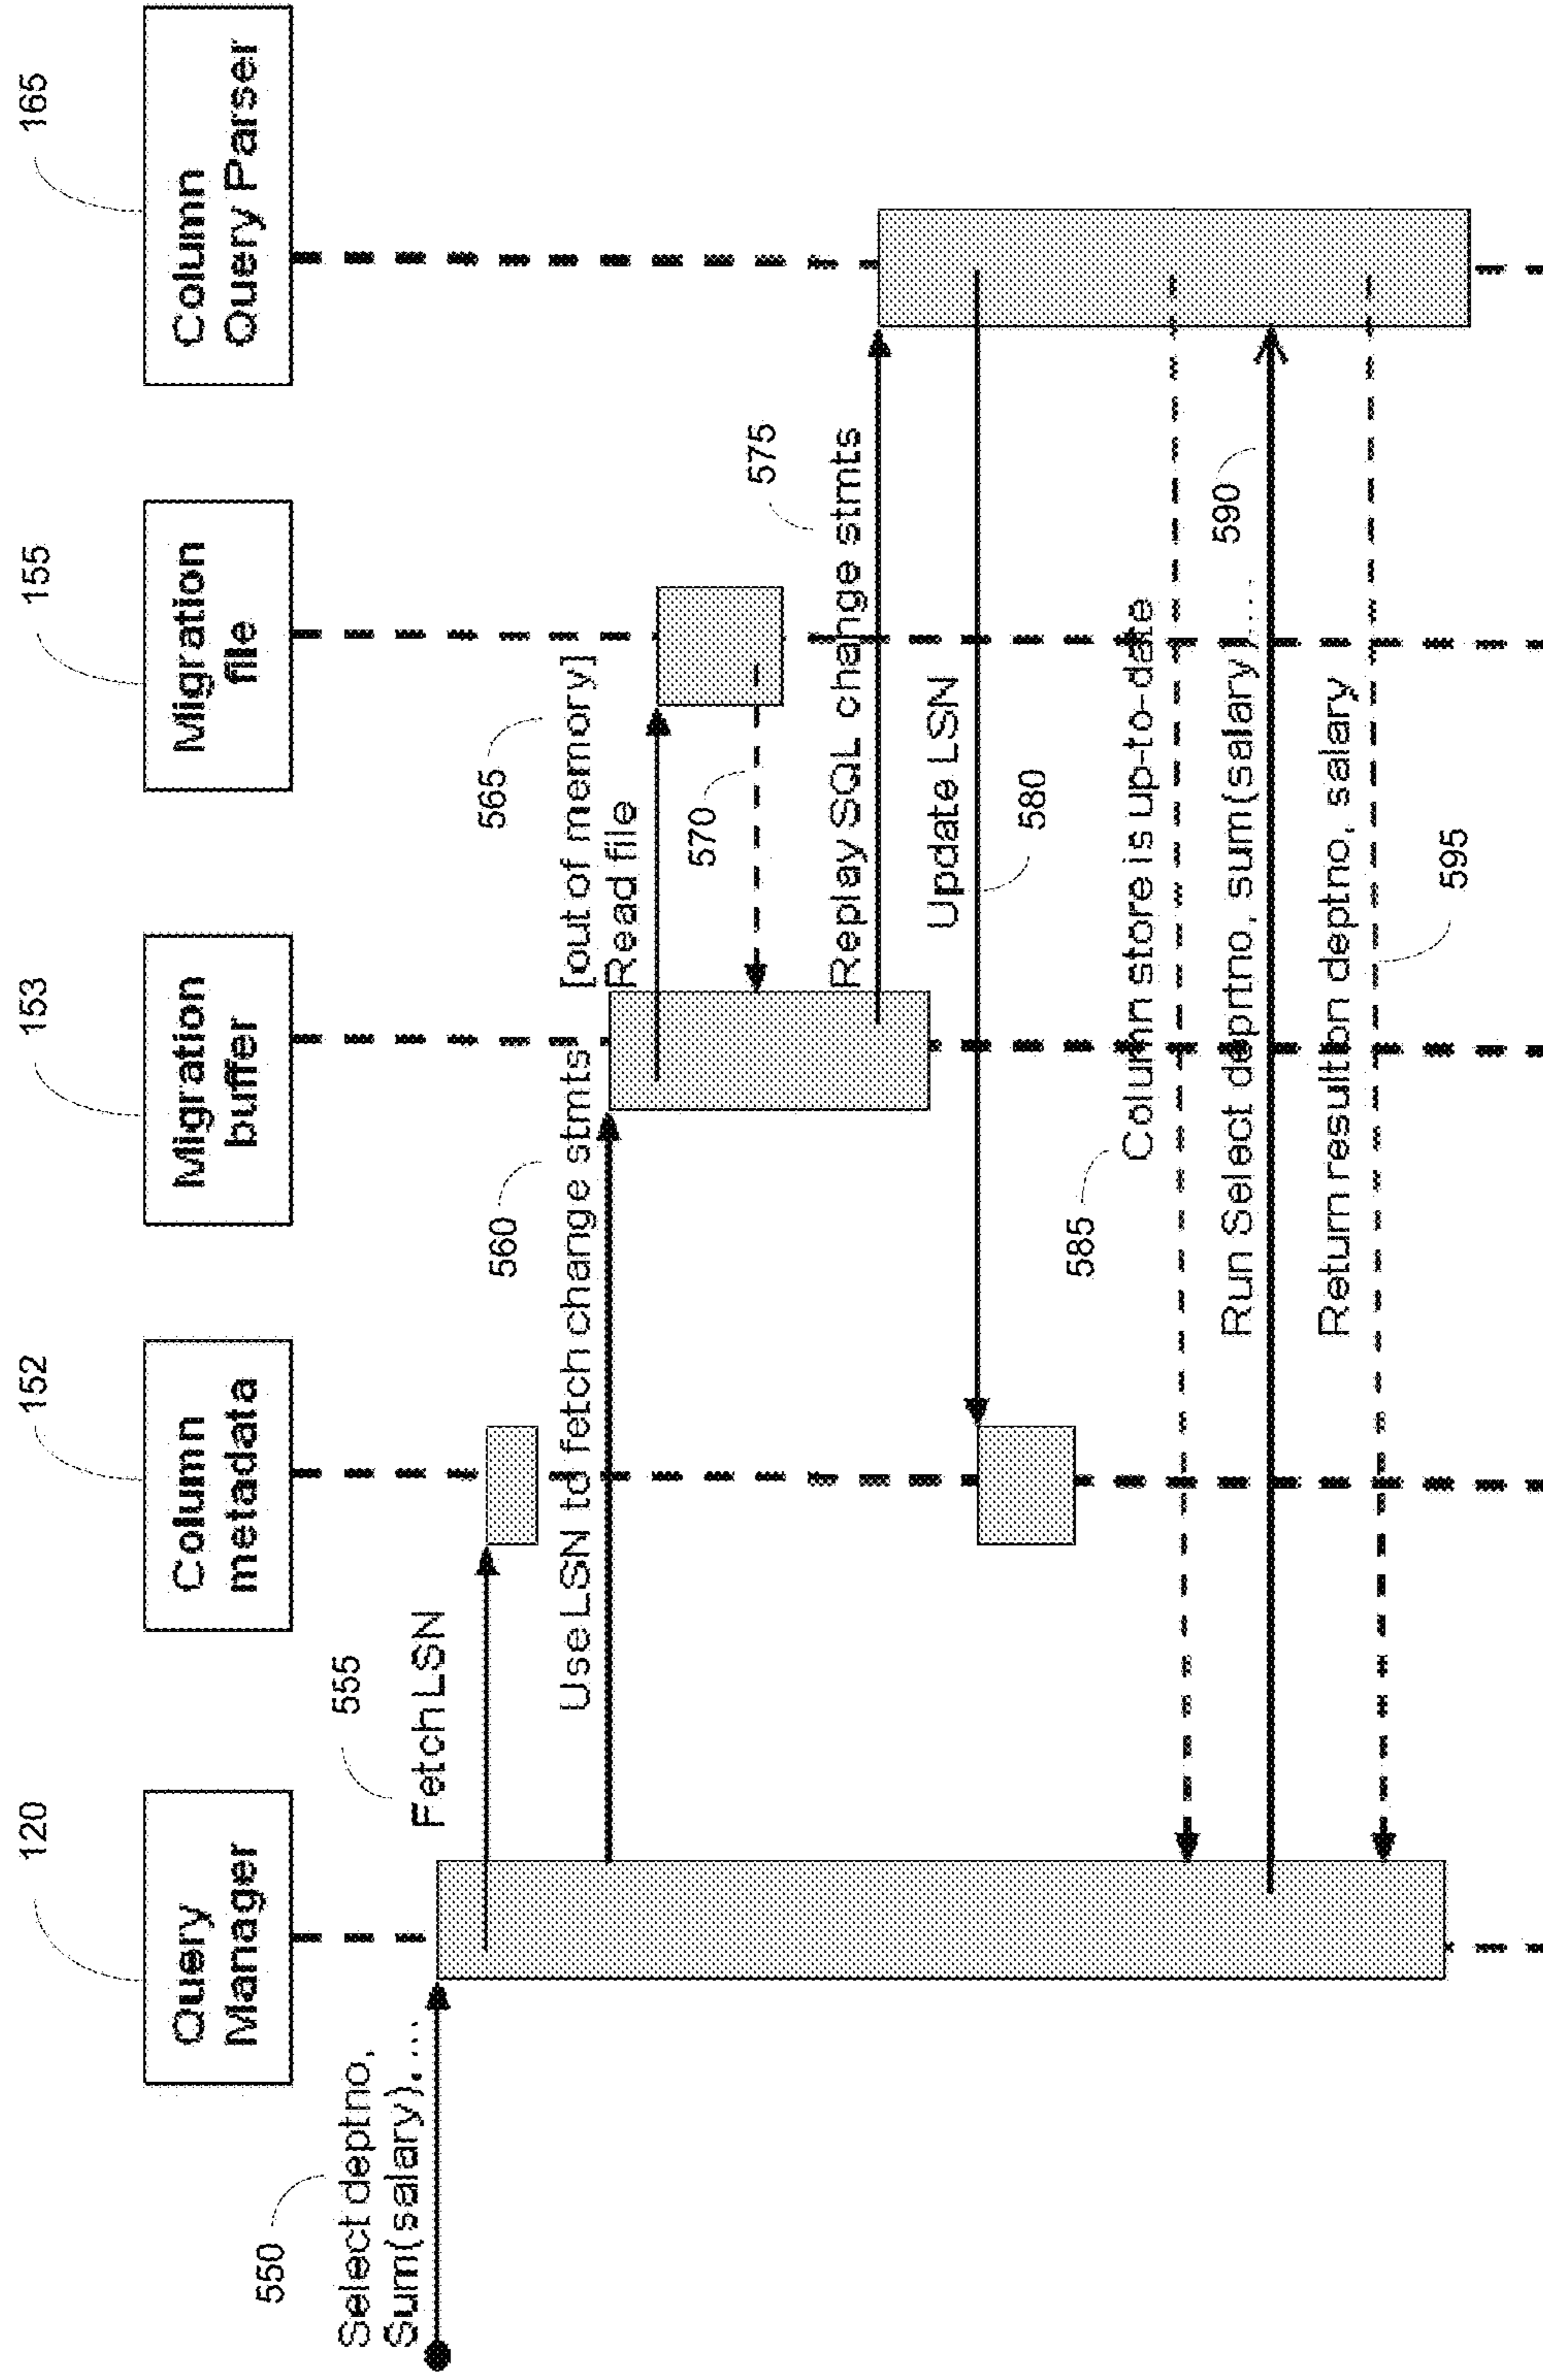 120
152
153
155
165
Query
Manager
Column
metadata
Migration
buffer
Migration
file
Column
Query Parser
550
Select deptno,
Sum(salary)....
555
Fetch LSN
560
Use LSN to fetch change stmts
565
[out of memory]
Read file
570
575
Replay SQL change stmts
Update LSN
580
585
Column store is up-to-date
Run Select deprtno, sum(salary)....
590
Return resulton deptno, salary
595